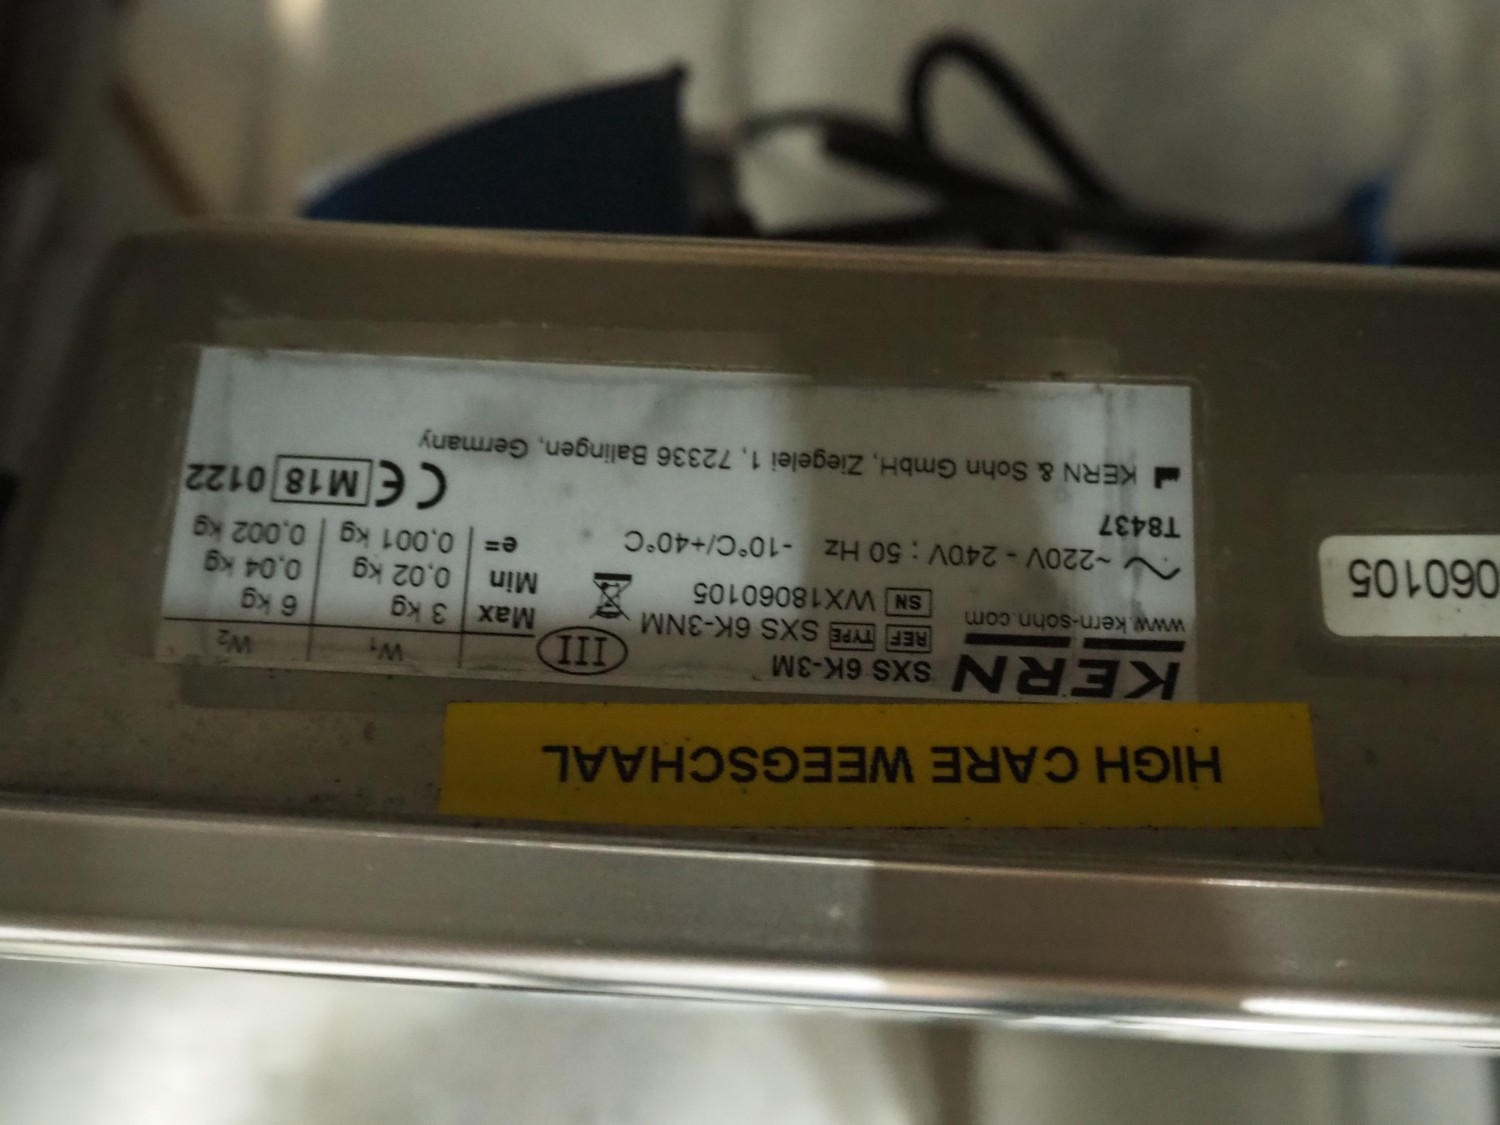 HIGH CARE WEEGSCHAAL
KERN
www.kern-sohn.com
SXS 6K-3M
REF TYPE SXS 6K-3NM
SN WX18060105
~220V - 240V ; 50 Hz -10°C/+40°C
T8437
KERN & Sohn GmbH, Ziegelei 1, 72336 Balingen, Germany
III
W1 W2
Max 3 kg 6 kg
Min 0,02 kg 0,04 kg
e= 0,001 kg 0,002 kg
CE M18 0122
060105